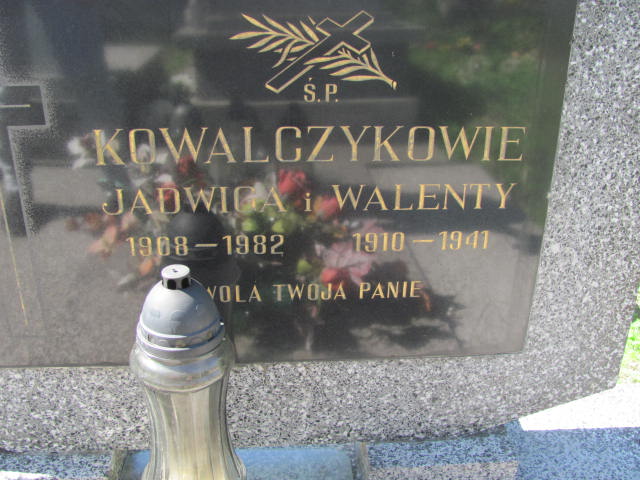 Ś.P.
KOWALCZYKOWIE
JADWIGA i WALENTY
1908 – 1982 1910 – 1941
WOLA TWOJA PANIE